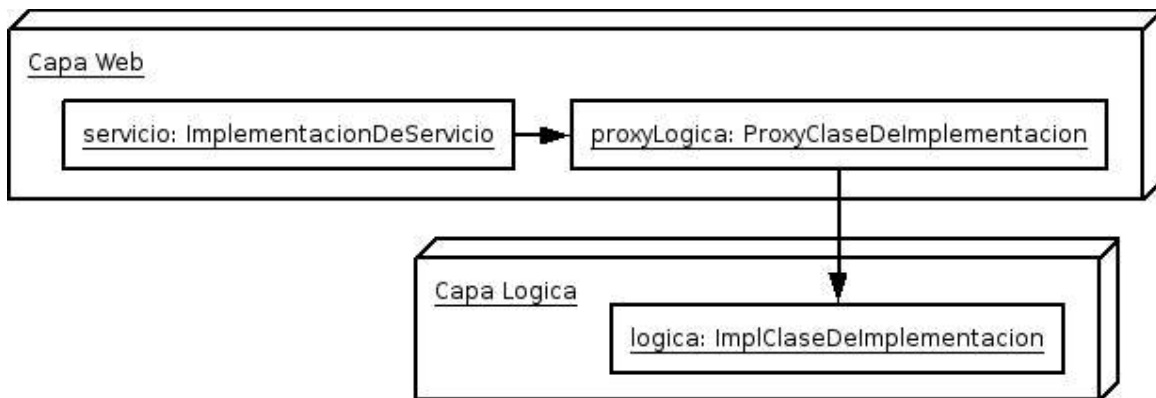 Capa Web
servicio: ImplementacionDeServicio
proxyLogica: ProxyClaseDeImplementacion
Capa Logica
logica: ImplClaseDeImplementacion